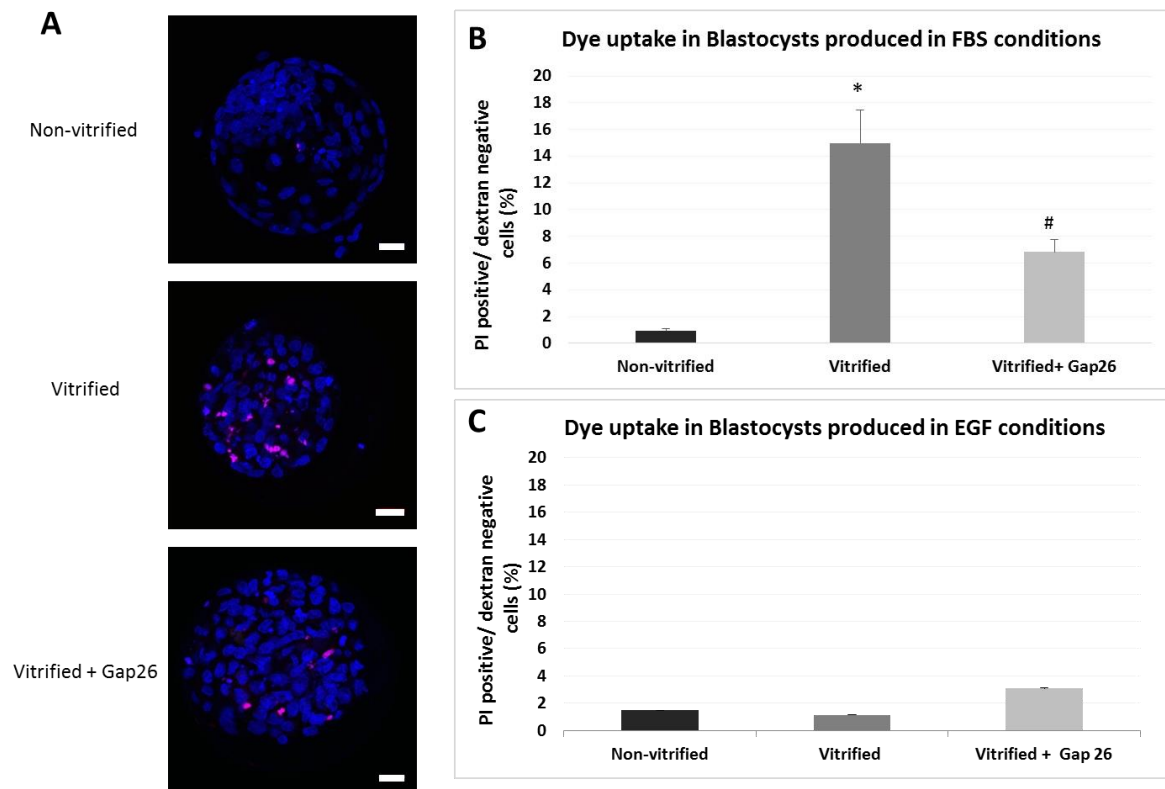 A
Non-vitrified
Vitrified
Vitrified + Gap26
B
Dye uptake in Blastocysts produced in FBS conditions
PI positive/ dextran negative
cells (%)
20
18
16
14
12
10
8
6
4
2
0
*
#
Non-vitrified
Vitrified
Vitrified+ Gap26
C
Dye uptake in Blastocysts produced in EGF conditions
PI positive/ dextran negative
cells (%)
20
18
16
14
12
10
8
6
4
2
0
Non-vitrified
Vitrified
Vitrified + Gap 26